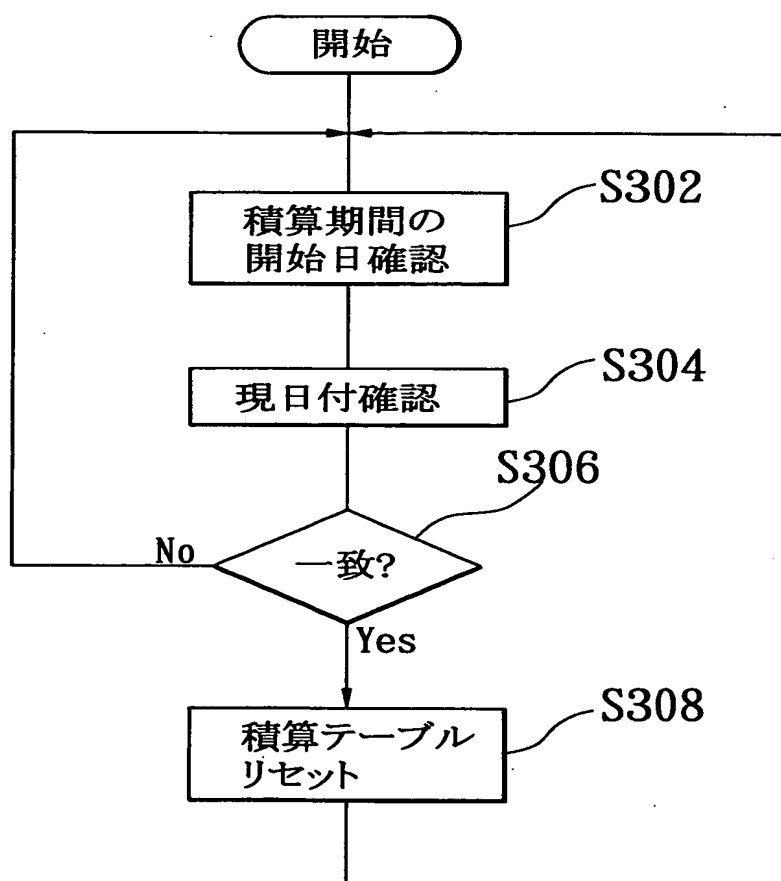 開始
S302
積算期間の
開始日確認
S304
現日付確認
S306
一致?
No
Yes
S308
積算テーブル
リセット